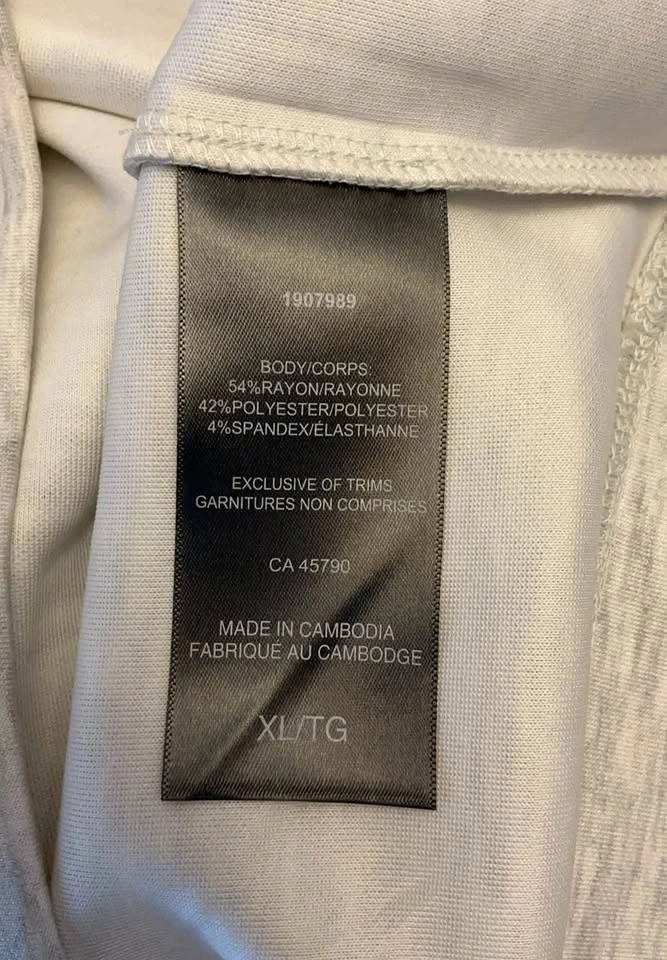 1907989
BODY/CORPS:
54%RAYON/RAYONNE
42%POLYESTER/POLYESTER
4%SPANDEX/ÉLASTHANNE
EXCLUSIVE OF TRIMS
GARNITURES NON COMPRISES
CA 45790
MADE IN CAMBODIA
FABRIQUÉ AU CAMBODGE
XL/TG